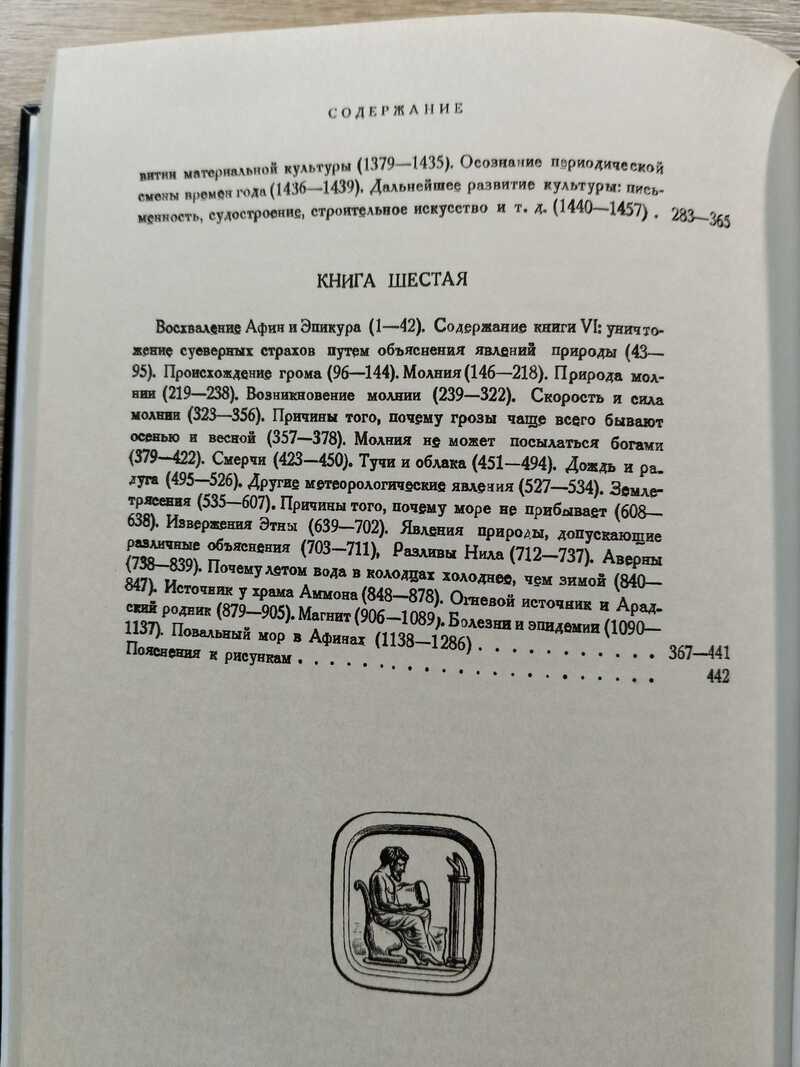 СОДЕРЖАНИЕ
витии материальной культуры (1379—1435). Осознание периодической
смены времен года (1436—1439). Дальнейшее развитие культуры: пись-
менность, судостроение, строительное искусство и т. д. (1440—1457) . 283—365
КНИГА ШЕСТАЯ
Восхваление Афин и Эпикура (1—42). Содержание книги VI: уничто-
жение суеверных страхов путем объяснения явлений природы (43—
95). Происхождение грома (96—144). Молния (146—218). Природа мол-
нии (219—238). Возникновение молнии (239—322). Скорость и сила
молнии (323—356). Причины того, почему грозы чаще всего бывают
осенью и весной (357—378). Молния не может посылаться богами
(379—422). Смерчи (423—450). Тучи и облака (451—494). Дождь и ра-
дуга (495—526). Другие метеорологические явления (527—534). Земле-
трясения (535—607). Причины того, почему море не прибывает (608—
638). Извержения Этны (639—702). Явления природы, допускающие
различные объяснения (703—711), Разливы Нила (712—737). Аверны
(738—839). Почему летом вода в колодцах холоднее, чем зимой (840—
847). Источник у храма Аммона (848—878). Огневой источник и Арад-
ский родник (879—905). Магнит (906—1089). Болезни и эпидемии (1090—
1137). Повальный мор в Афинах (1138—1286) . . . . . . . . . . . 367—441
Пояснения к рисункам . . . . . . . . . . . . . . . . . . . . 442